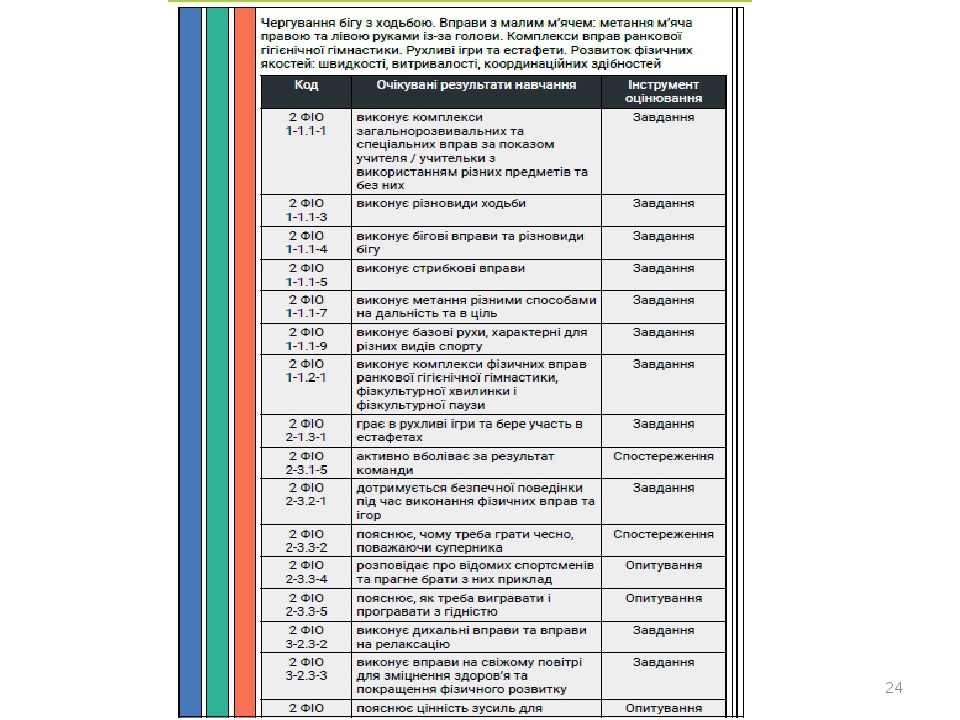 Чергування бігу з ходьбою. Вправи з малим м'ячем: метання м'яча
правою та лівою руками із-за голови. Комплекси вправ ранкової
гігієнічної гімнастики. Рухливі ігри та естафети. Розвиток фізичних
якостей: швидкості, витривалості, координаційних здібностей
Код Очікувані результати навчання Інструмент
оцінювання
2 ФІО виконує комплекси Завдання
1-1.1-1 загальнорозвивальних та
спеціальних вправ за показом
учителя / учительки з
використанням різних предметів та
без них
2 ФІО виконує різновиди ходьби Завдання
1-1.1-3
2 ФІО виконує бігові вправи та різновиди Завдання
1-1.1-4 бігу
2 ФІО виконує стрибкові вправи Завдання
1-1.1-5
2 ФІО виконує метання різними способами Завдання
1-1.1-7 на дальність та в ціль
2 ФІО виконує базові рухи, характерні для Завдання
1-1.1-9 різних видів спорту
2 ФІО виконує комплекси фізичних вправ Завдання
1-1.2-1 ранкової гігієнічної гімнастики,
фізкультурної хвилинки і
фізкультурної паузи
2 ФІО грає в рухливі ігри та бере участь в Завдання
2-1.3-1 естафетах
2 ФІО активно вболіває за результат Спостереження
2-3.1-5 команди
2 ФІО дотримується безпечної поведінки Завдання
2-3.2-1 під час виконання фізичних вправ та
ігор
2 ФІО пояснює, чому треба грати чесно, Спостереження
2-3.3-2 поважаючи суперника
2 ФІО розповідає про відомих спортсменів Опитування
2-3.3-4 та прагне брати з них приклад
2 ФІО пояснює, як треба вигравати і Опитування
2-3.3-5 програвати з гідністю
2 ФІО виконує дихальні вправи та вправи Завдання
3-2.3-2 на релаксацію
2 ФІО виконує вправи на свіжому повітрі Завдання
3-2.3-3 для зміцнення здоров'я та
покращення фізичного розвитку
2 ФІО пояснює цінність зусиль для Опитування
24